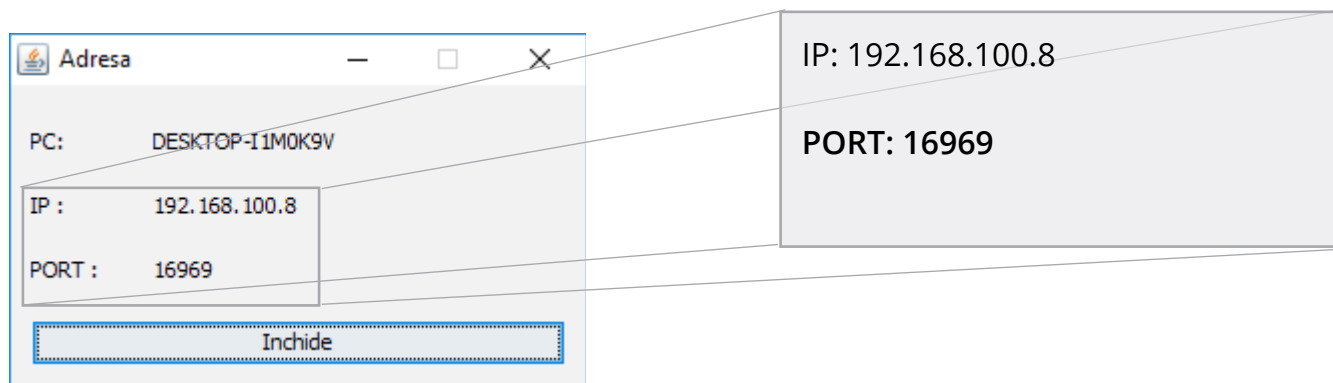 Adresa
PC: DESKTOP-I1M0K9V
IP : 192.168.100.8
PORT : 16969
Inchide
IP: 192.168.100.8
PORT: 16969